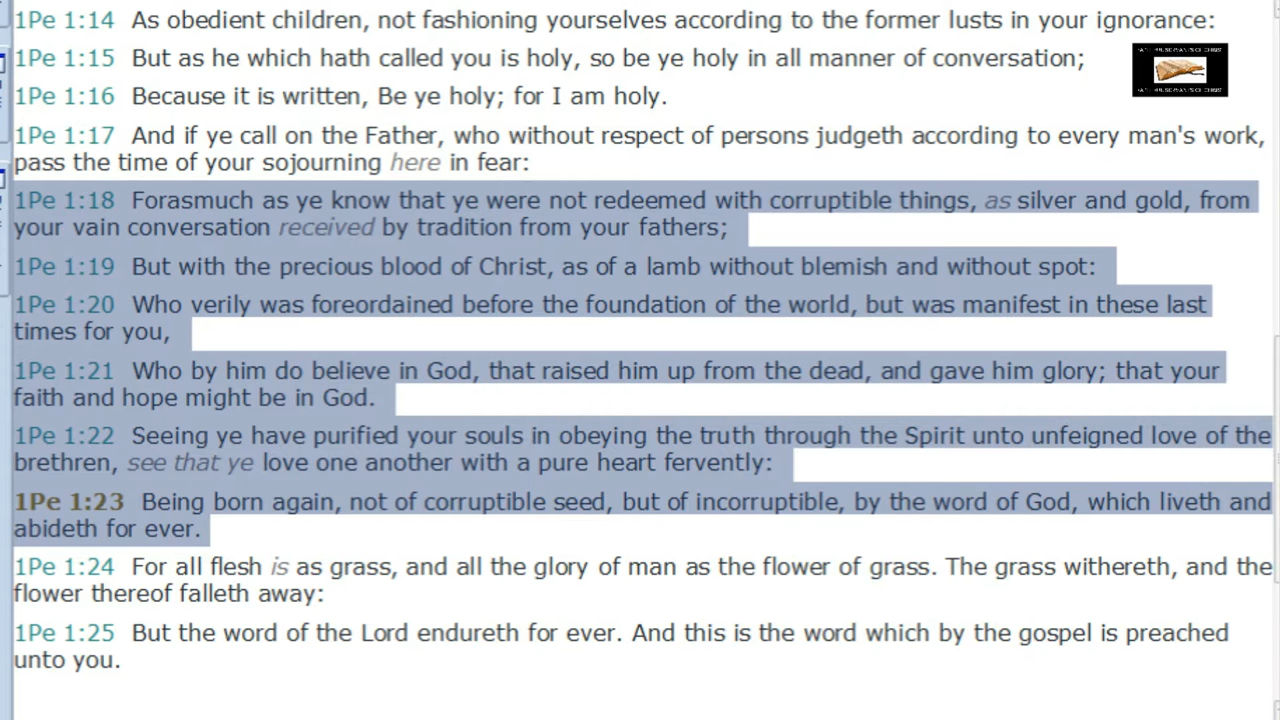 1Pe 1:14 As obedient children, not fashioning yourselves according to the former lusts in your ignorance:
1Pe 1:15 But as he which hath called you is holy, so be ye holy in all manner of conversation;
1Pe 1:16 Because it is written, Be ye holy; for I am holy.
1Pe 1:17 And if ye call on the Father, who without respect of persons judgeth according to every man's work,
pass the time of your sojourning here in fear:
1Pe 1:18 Forasmuch as ye know that ye were not redeemed with corruptible things, as silver and gold, from
your vain conversation received by tradition from your fathers;
1Pe 1:19 But with the precious blood of Christ, as of a lamb without blemish and without spot:
1Pe 1:20 Who verily was foreordained before the foundation of the world, but was manifest in these last
times for you,
1Pe 1:21 Who by him do believe in God, that raised him up from the dead, and gave him glory; that your
faith and hope might be in God.
1Pe 1:22 Seeing ye have purified your souls in obeying the truth through the Spirit unto unfeigned love of the
brethren, see that ye love one another with a pure heart fervently:
1Pe 1:23 Being born again, not of corruptible seed, but of incorruptible, by the word of God, which liveth and
abideth for ever.
1Pe 1:24 For all flesh is as grass, and all the glory of man as the flower of grass. The grass withereth, and the
flower thereof falleth away:
1Pe 1:25 But the word of the Lord endureth for ever. And this is the word which by the gospel is preached
unto you.